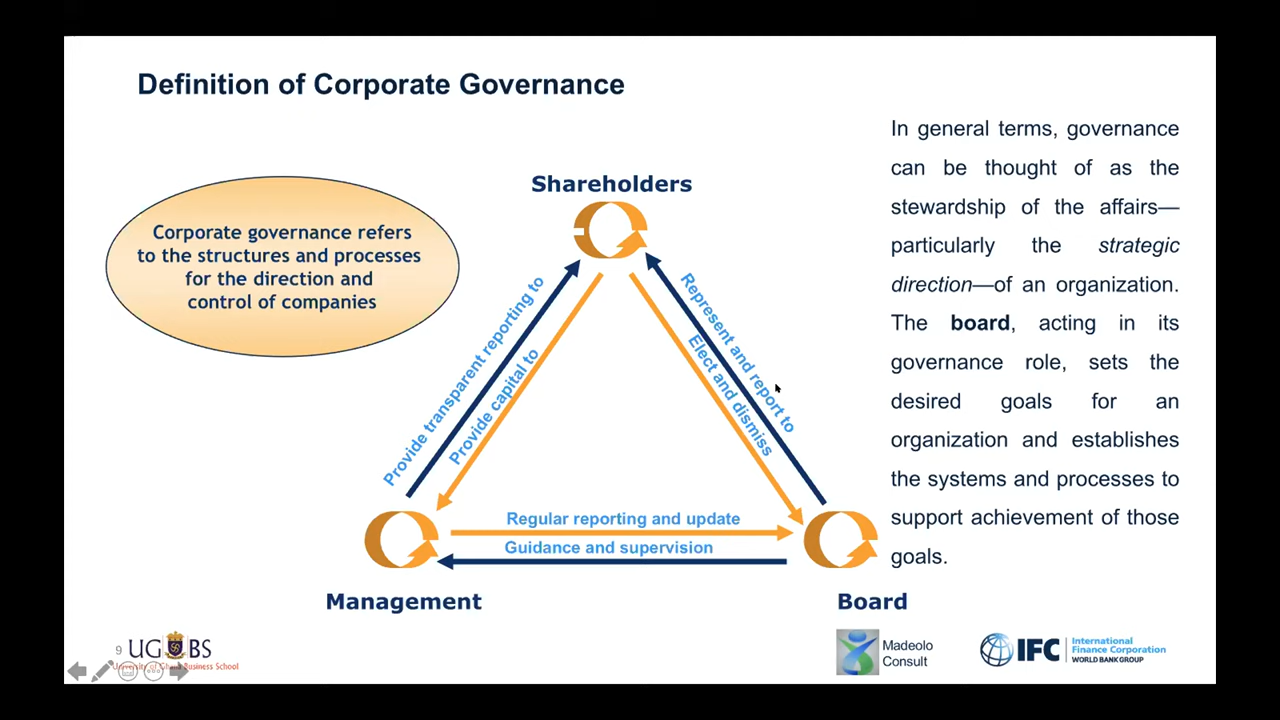 Definition of Corporate Governance
Corporate governance refers
to the structures and processes
for the direction and
control of companies
Shareholders
Provide transparent reporting to
Provide capital to
Represent and report to
Elect and dismiss
Regular reporting and update
Guidance and supervision
Management
Board
In general terms, governance
can be thought of as the
stewardship of the affairs—
particularly the strategic
direction—of an organization.
The board, acting in its
governance role, sets the
desired goals for an
organization and establishes
the systems and processes to
support achievement of those
goals.
9
UGBS
University of Ghana Business School
Madeolo
Consult
IFC
International
Finance Corporation
WORLD BANK GROUP